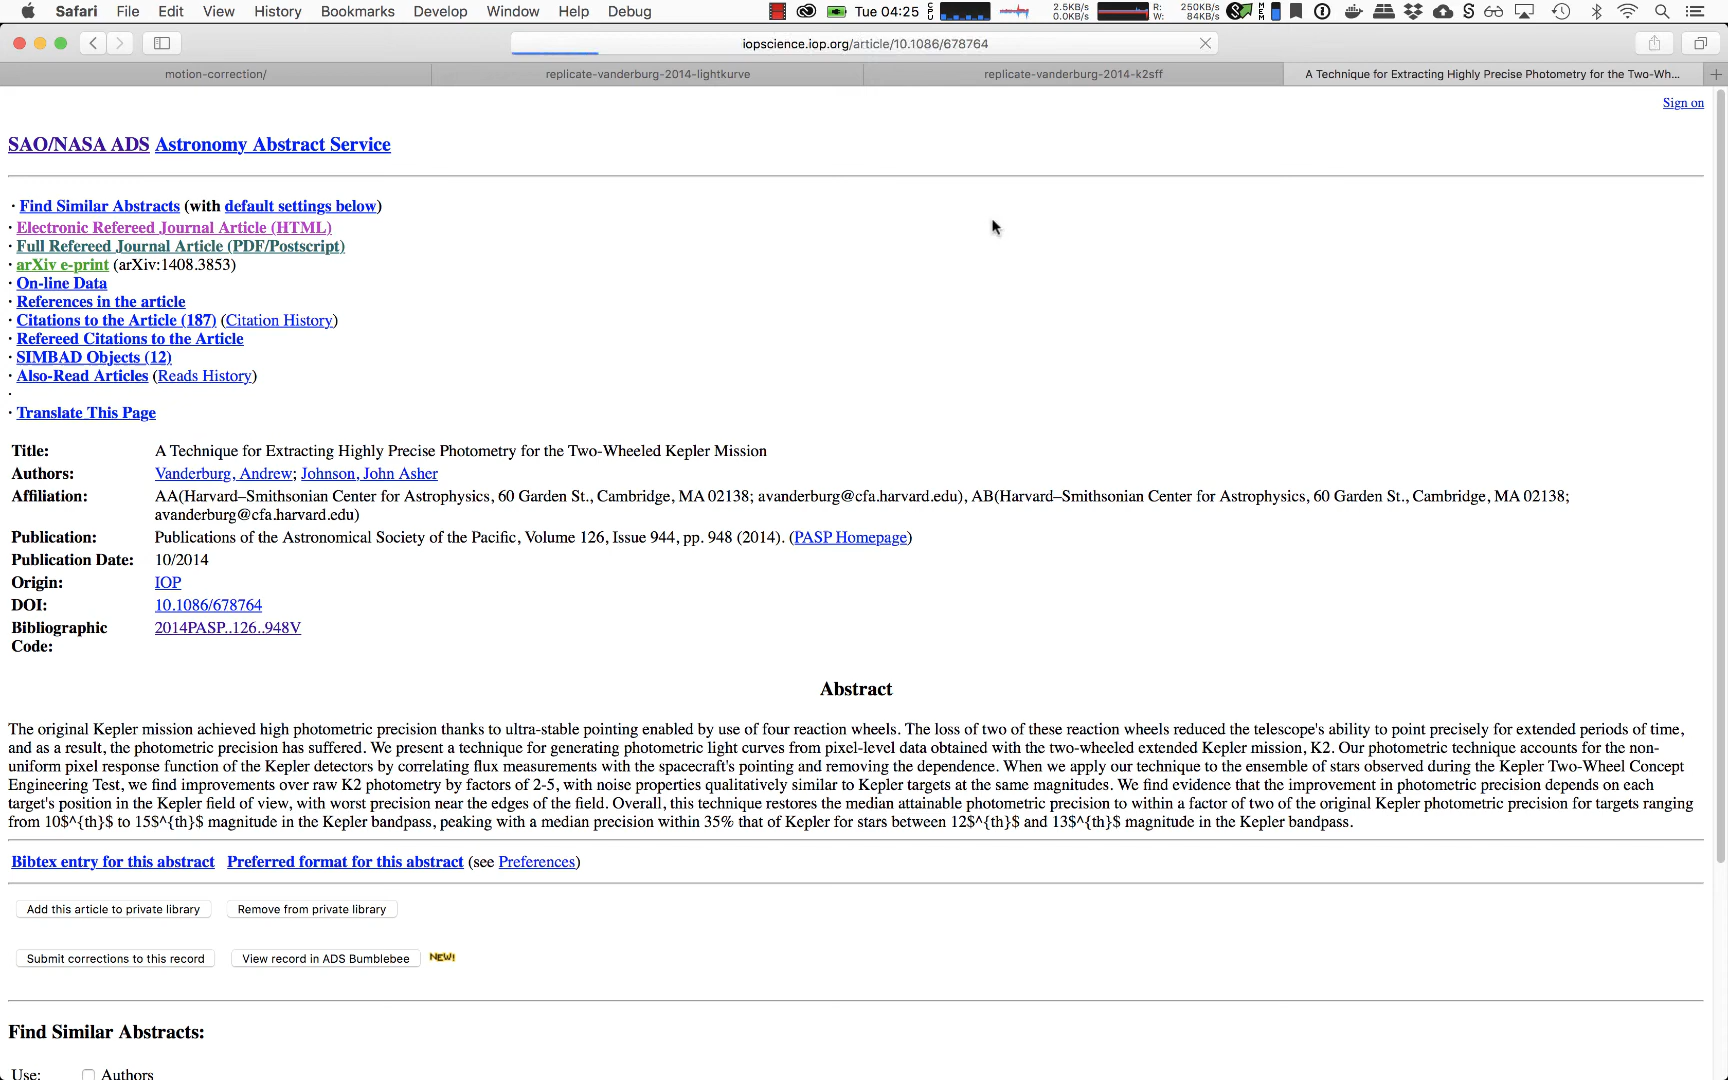 Safari File Edit View History Bookmarks Develop Window Help Debug
Tue 04:25
2.5KB/s
0.0KB/s
R:
W:
250KB/s
84KB/s
iopscience.iop.org/article/10.1086/678764
motion-correction/
replicate-vanderburg-2014-lightkurve
replicate-vanderburg-2014-k2sff
A Technique for Extracting Highly Precise Photometry for the Two-Wh...
Sign on
SAO/NASA ADS Astronomy Abstract Service
· Find Similar Abstracts (with default settings below)
· Electronic Refereed Journal Article (HTML)
· Full Refereed Journal Article (PDF/Postscript)
· arXiv e-print (arXiv:1408.3853)
· On-line Data
· References in the article
· Citations to the Article (187) (Citation History)
· Refereed Citations to the Article
· SIMBAD Objects (12)
· Also-Read Articles (Reads History)
·
· Translate This Page
Title: A Technique for Extracting Highly Precise Photometry for the Two-Wheeled Kepler Mission
Authors: Vanderburg, Andrew; Johnson, John Asher
Affiliation: AA(Harvard–Smithsonian Center for Astrophysics, 60 Garden St., Cambridge, MA 02138; avanderburg@cfa.harvard.edu), AB(Harvard–Smithsonian Center for Astrophysics, 60 Garden St., Cambridge, MA 02138;
avanderburg@cfa.harvard.edu)
Publication: Publications of the Astronomical Society of the Pacific, Volume 126, Issue 944, pp. 948 (2014). (PASP Homepage)
Publication Date: 10/2014
Origin: IOP
DOI: 10.1086/678764
Bibliographic 2014PASP..126..948V
Code:
Abstract
The original Kepler mission achieved high photometric precision thanks to ultra-stable pointing enabled by use of four reaction wheels. The loss of two of these reaction wheels reduced the telescope's ability to point precisely for extended periods of time,
and as a result, the photometric precision has suffered. We present a technique for generating photometric light curves from pixel-level data obtained with the two-wheeled extended Kepler mission, K2. Our photometric technique accounts for the non-
uniform pixel response function of the Kepler detectors by correlating flux measurements with the spacecraft's pointing and removing the dependence. When we apply our technique to the ensemble of stars observed during the Kepler Two-Wheel Concept
Engineering Test, we find improvements over raw K2 photometry by factors of 2-5, with noise properties qualitatively similar to Kepler targets at the same magnitudes. We find evidence that the improvement in photometric precision depends on each
target's position in the Kepler field of view, with worst precision near the edges of the field. Overall, this technique restores the median attainable photometric precision to within a factor of two of the original Kepler photometric precision for targets ranging
from 10$^{th}$ to 15$^{th}$ magnitude in the Kepler bandpass, peaking with a median precision within 35% that of Kepler for stars between 12$^{th}$ and 13$^{th}$ magnitude in the Kepler bandpass.
Bibtex entry for this abstract Preferred format for this abstract (see Preferences)
Add this article to private library Remove from private library
Submit corrections to this record View record in ADS Bumblebee NEW!
Find Similar Abstracts:
Use: Authors